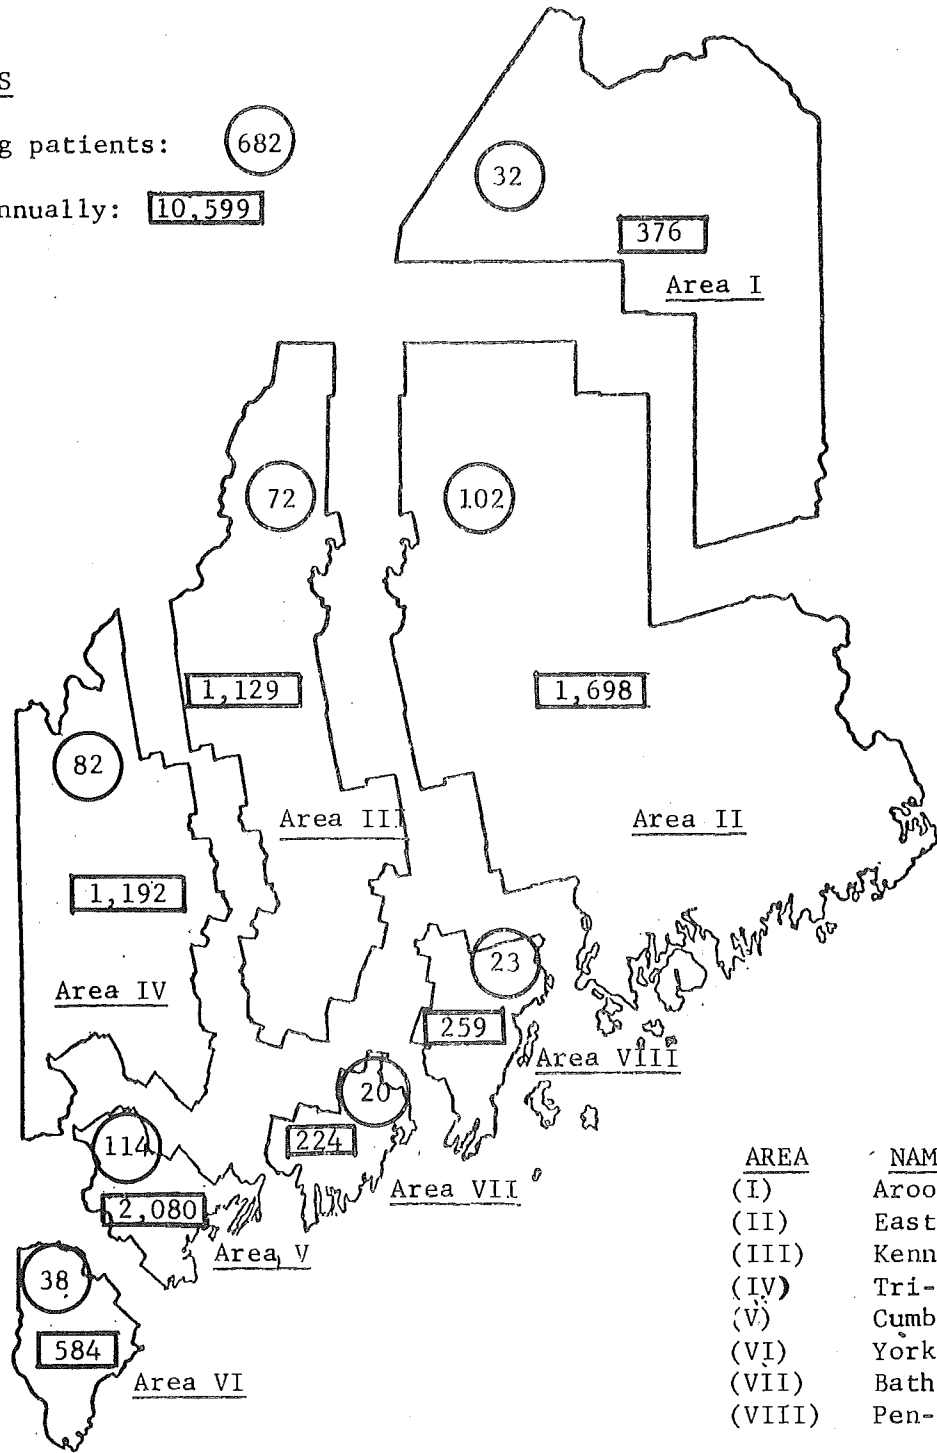 S
g patients: 682
nnually: 10,599
32
376
Area I
72
102
1,129
1,698
82
Area III
Area II
1,192
23
Area IV
259
Area VIII
20
114
224
Area VII
2,080
Area V
38
584
Area VI
AREA NAM
(I) Aroo
(II) East
(III) Kenn
(IV) Tri-
(V) Cumb
(VI) York
(VII) Bath
(VIII) Pen-